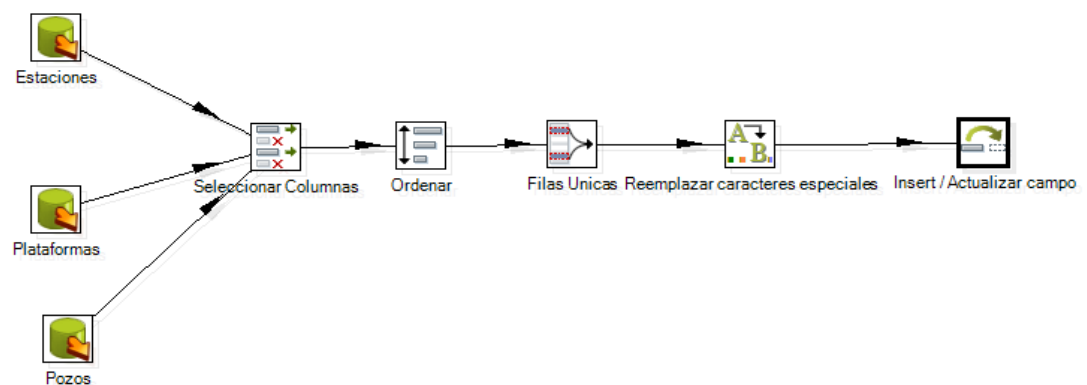 Estaciones
Seleccionar Columnas
Ordenar
Filas Unicas
Reemplazar caracteres especiales
Insert / Actualizar campo
Plataformas
Pozos